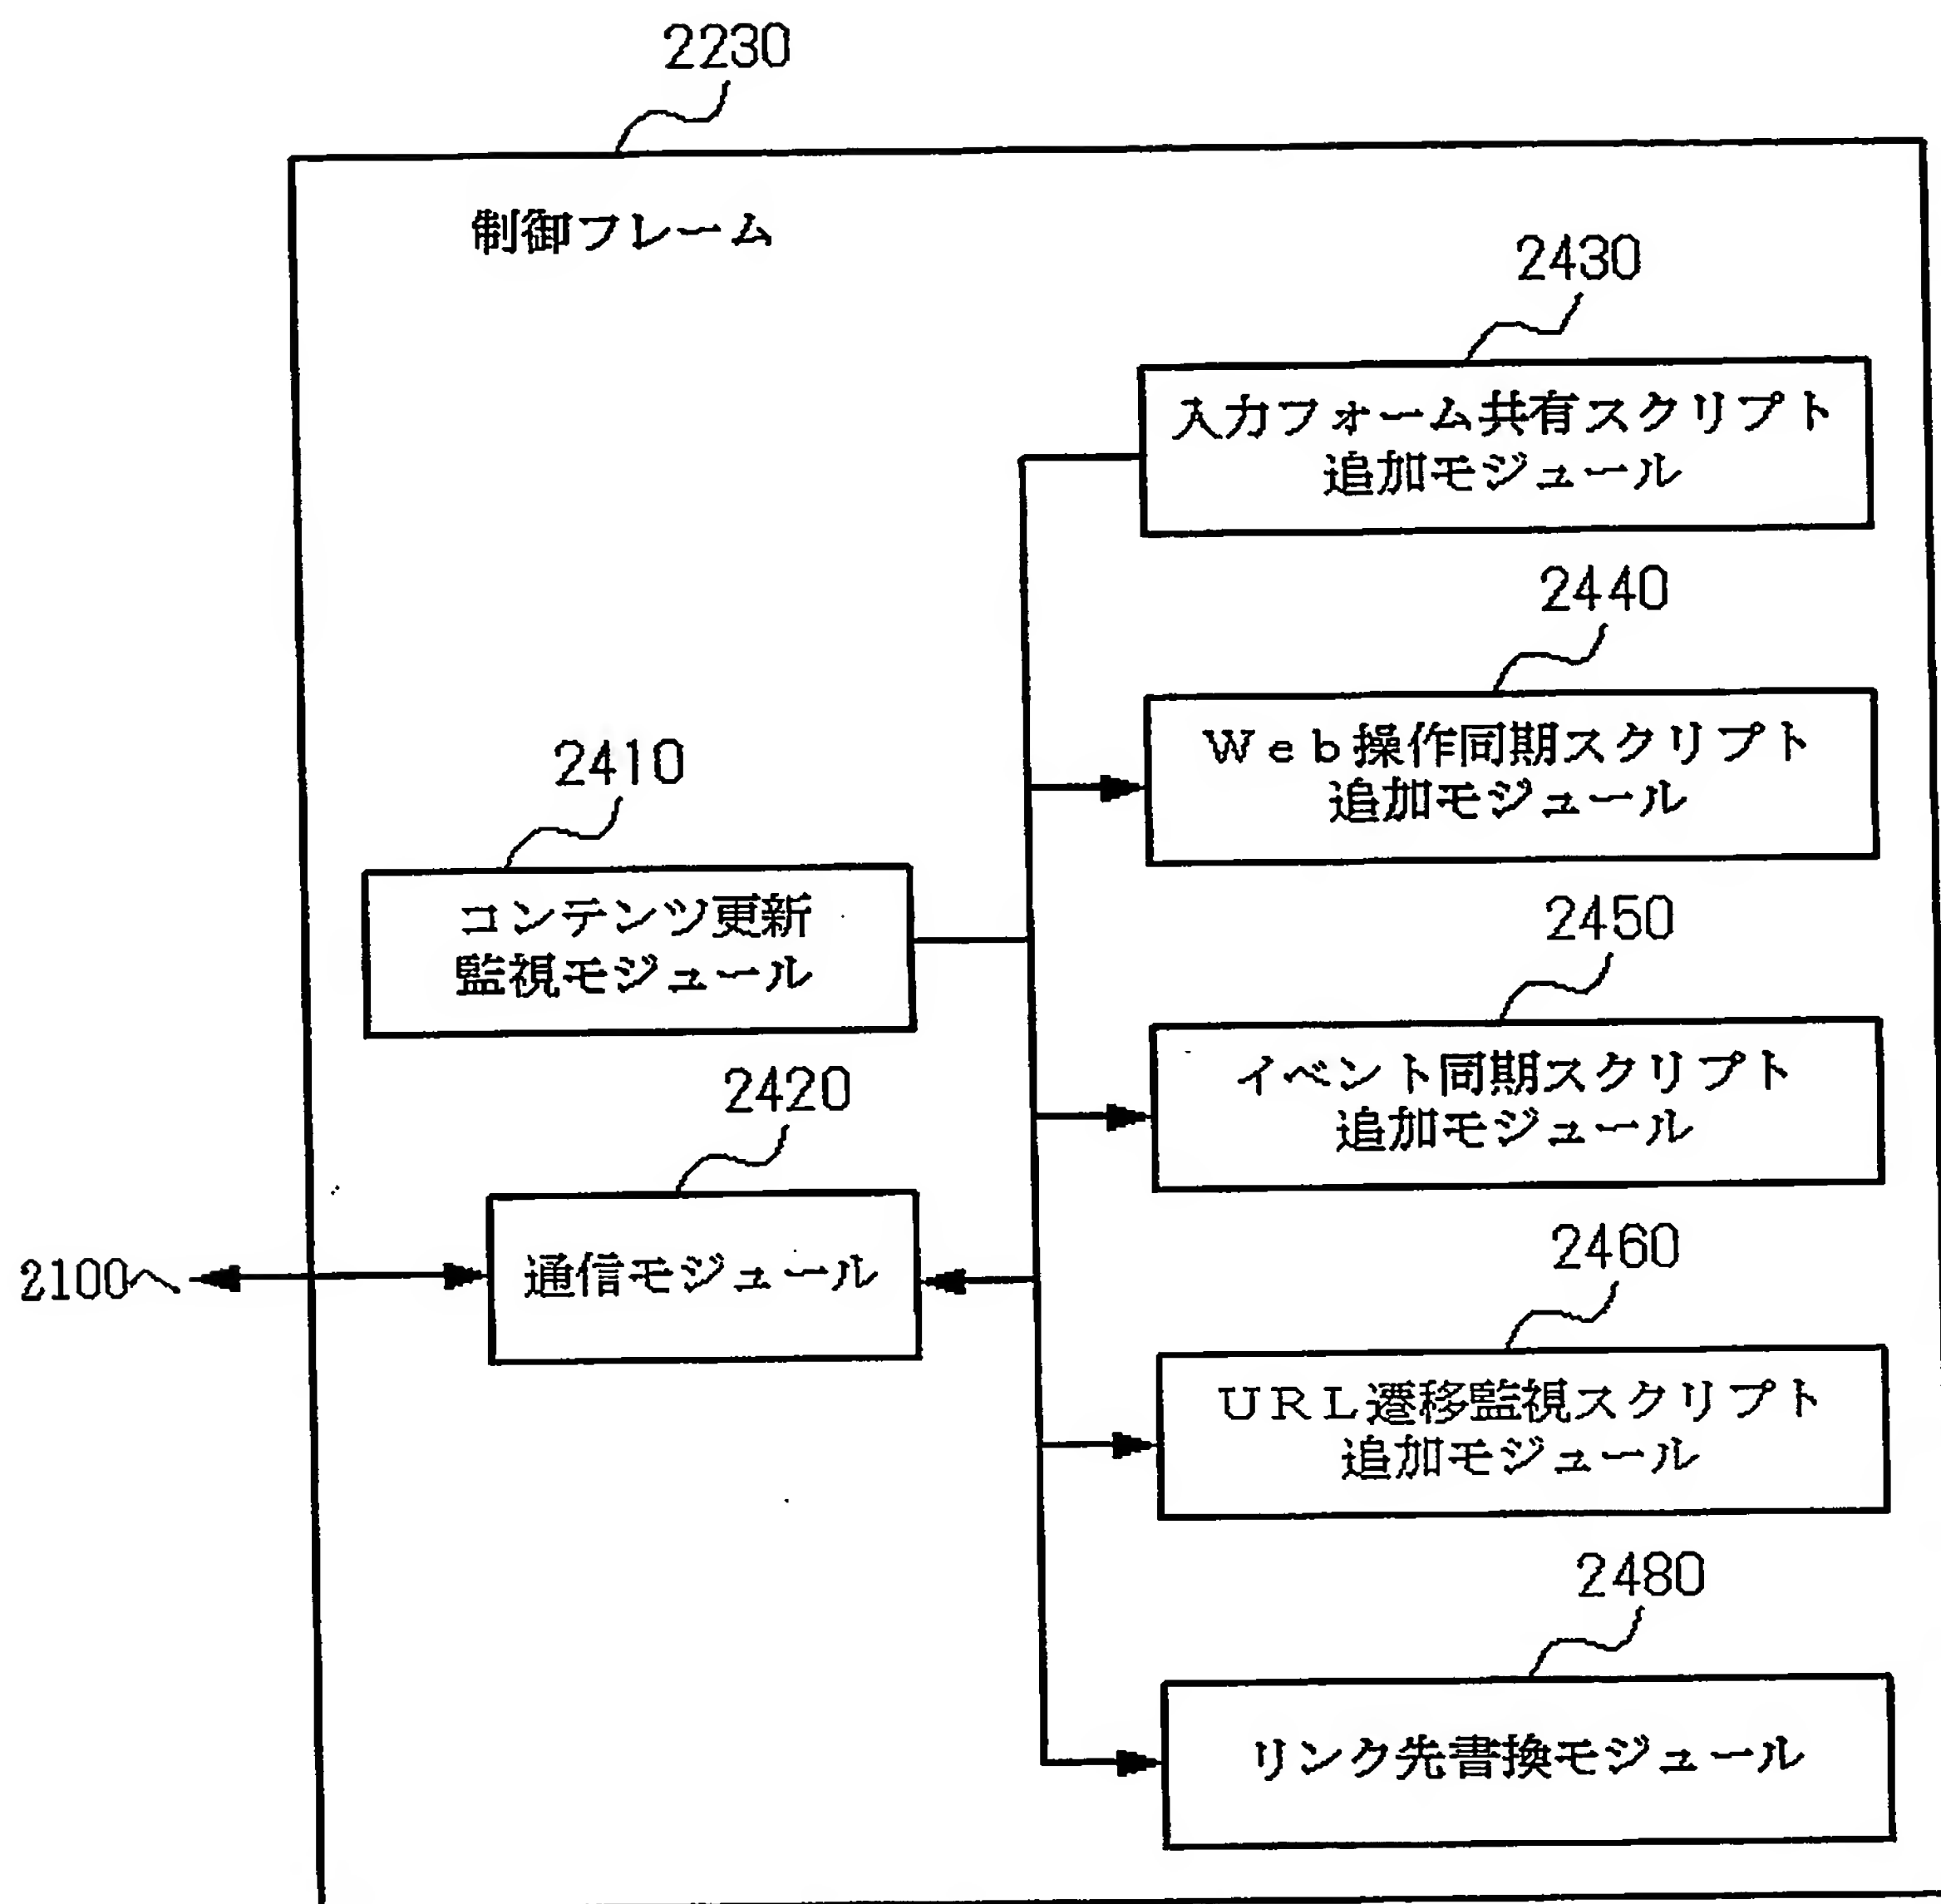 2230
制御フレーム
2430
入力フォーム共有スクリプト
追加モジュール
2440
Web操作同期スクリプト
追加モジュール
2410
コンテンツ更新
監視モジュール
2450
イベント同期スクリプト
追加モジュール
2420
通信モジュール
2100
2460
URL遷移監視スクリプト
追加モジュール
2480
リンク先書換モジュール